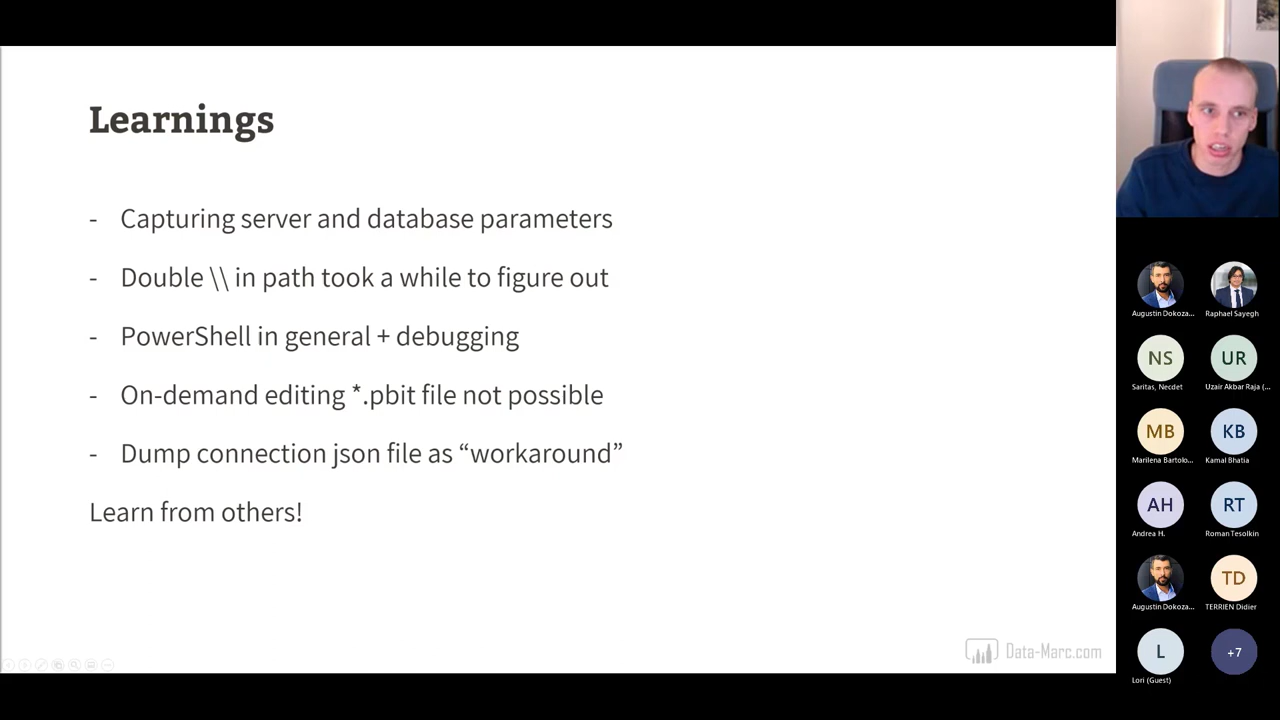 Learnings
- Capturing server and database parameters
- Double \\ in path took a while to figure out
- PowerShell in general + debugging
- On-demand editing *.pbit file not possible
- Dump connection json file as “workaround”
Learn from others!
Data-Marc.com
Augustin Dokoza...
Raphael Sayegh
NS
UR
Saritas, Necdet
Uzair Akbar Raja (...
MB
KB
Marilena Bartolo...
Kamal Bhatia
AH
RT
Andrea H.
Roman Tesolkin
TD
Augustin Dokoza...
TERRIEN Didier
L
+7
Lori (Guest)